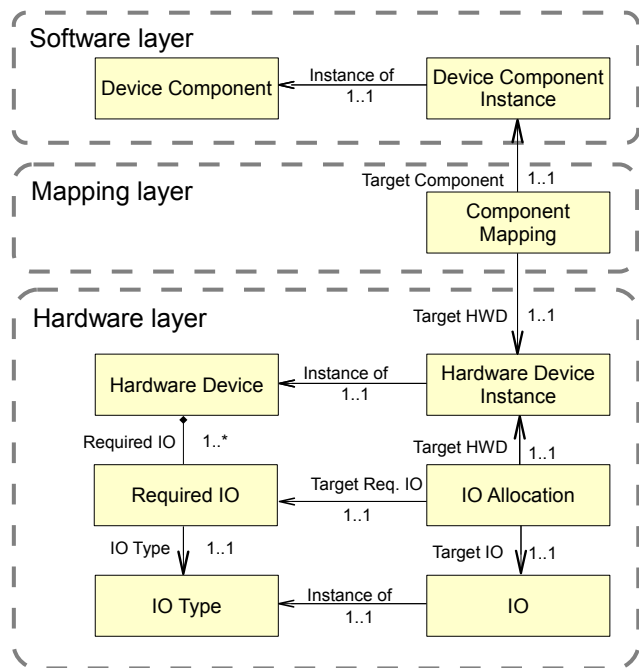 Software layer
Device Component
Instance of
1..1
Device Component
Instance
Target Component
1..1
Mapping layer
Component
Mapping
Hardware layer
Target HWD
1..1
Hardware Device
Instance of
1..1
Hardware Device
Instance
Required IO
1..*
Target HWD
1..1
Required IO
Target Req. IO
1..1
IO Allocation
IO Type
1..1
Target IO
1..1
IO Type
Instance of
1..1
IO